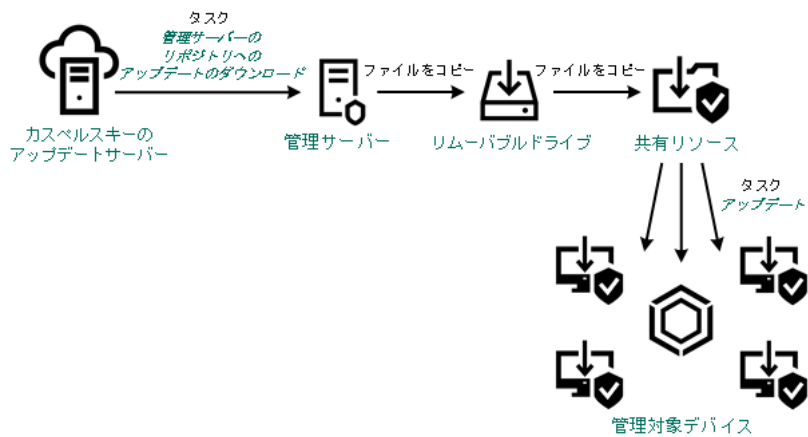 タスク
管理サーバーの
リポジトリへの
アップデートのダウンロード
ファイルをコピー
ファイルをコピー
カスペルスキーの
アップデートサーバー
管理サーバー
リムーバブルドライブ
共有リソース
タスク
アップデート
管理対象デバイス